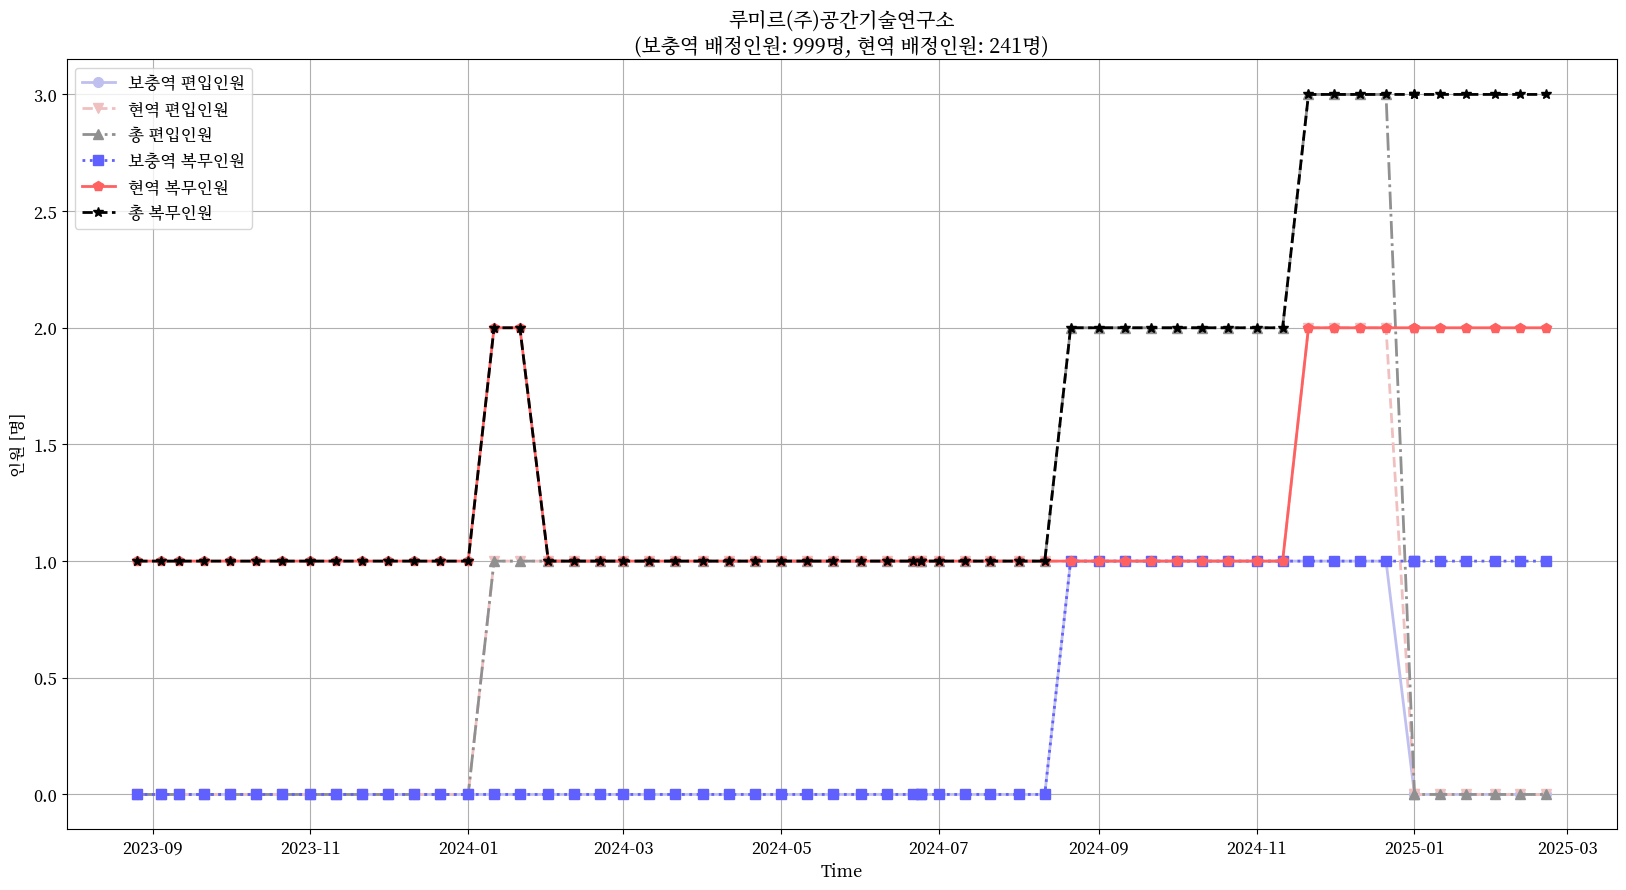 루미르(주)공간기술연구소
(보충역 배정인원: 999명, 현역 배정인원: 241명)
보충역 편입인원
현역 편입인원
총 편입인원
보충역 복무인원
현역 복무인원
총 복무인원
3.0
2.5
2.0
1.5
1.0
0.5
0.0
인원 [명]
2023-09 2023-11 2024-01 2024-03 2024-05 2024-07 2024-09 2024-11 2025-01 2025-03
Time